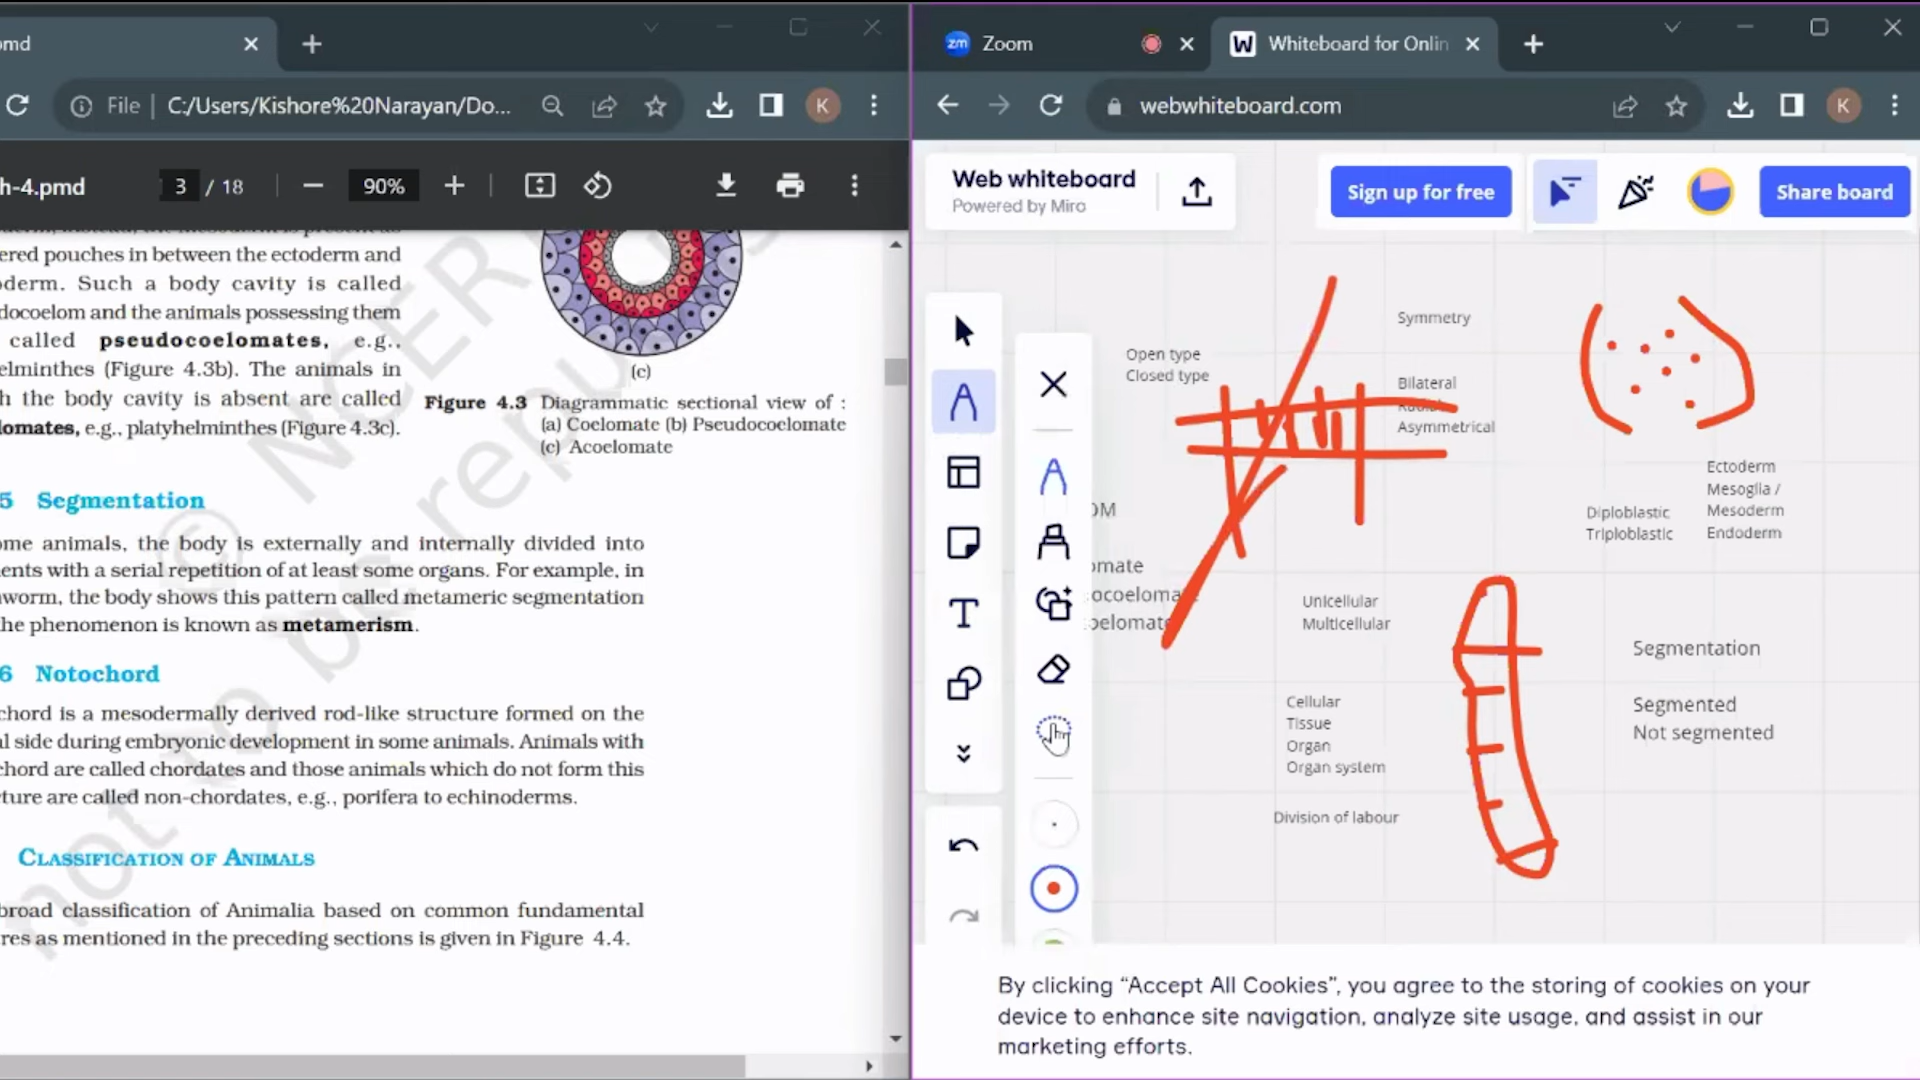 omd
Zoom
Whiteboard for Onlin
File
C:/Users/Kishore%20Narayan/Do...
K
webwhiteboard.com
K
h-4.pmd
3 / 18
90%
Web whiteboard
Powered by Miro
Sign up for free
Share board
ered pouches in between the ectoderm and
oderm. Such a body cavity is called
docoelom and the animals possessing them
called pseudocoelomates, e.g.,
elminthes (Figure 4.3b). The animals in
h the body cavity is absent are called
lomates, e.g., platyhelminthes (Figure 4.3c).
(c)
Figure 4.3 Diagrammatic sectional view of :
(a) Coelomate (b) Pseudocoelomate
(c) Acoelomate
5 Segmentation
ome animals, the body is externally and internally divided into
ents with a serial repetition of at least some organs. For example, in
hworm, the body shows this pattern called metameric segmentation
he phenomenon is known as metamerism.
6 Notochord
chord is a mesodermally derived rod-like structure formed on the
al side during embryonic development in some animals. Animals with
chord are called chordates and those animals which do not form this
cture are called non-chordates, e.g., porifera to echinoderms.
Classification of Animals
broad classification of Animalia based on common fundamental
res as mentioned in the preceding sections is given in Figure 4.4.
© NCER
not to be repu
Open type
Closed type
Symmetry
Bilateral
Radial
Asymmetrical
Ectoderm
Mesoglia /
Mesoderm
Endoderm
Diploblastic
Triploblastic
OM
omate
ocoelomate
oelomate
Unicellular
Multicellular
Segmentation
Segmented
Not segmented
Cellular
Tissue
Organ
Organ system
Division of labour
By clicking “Accept All Cookies”, you agree to the storing of cookies on your
device to enhance site navigation, analyze site usage, and assist in our
marketing efforts.